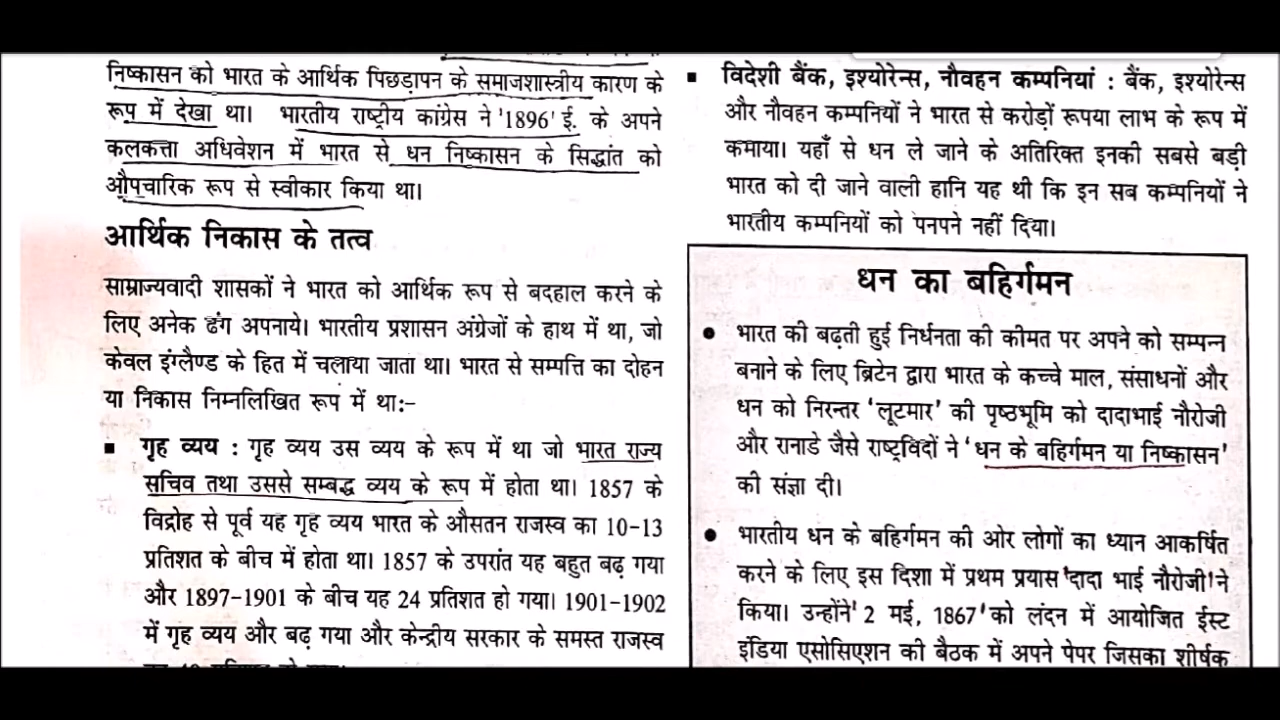 निष्कासन को भारत के आर्थिक पिछड़ापन के समाजशास्त्रीय कारण के
रूप में देखा था। भारतीय राष्ट्रीय कांग्रेस ने '1896' ई. के अपने
कलकत्ता अधिवेशन में भारत से धन निष्कासन के सिद्धांत को
औपचारिक रूप से स्वीकार किया था।
आर्थिक निकास के तत्व
साम्राज्यवादी शासकों ने भारत को आर्थिक रूप से बदहाल करने के
लिए अनेक ढंग अपनाये। भारतीय प्रशासन अंग्रेजों के हाथ में था, जो
केवल इंग्लैण्ड के हित में चलाया जाता था। भारत से सम्पत्ति का दोहन
या निकास निम्नलिखित रूप में था:-
▪ गृह व्यय : गृह व्यय उस व्यय के रूप में था जो भारत राज्य
सचिव तथा उससे सम्बद्ध व्यय के रूप में होता था। 1857 के
विद्रोह से पूर्व यह गृह व्यय भारत के औसतन राजस्व का 10-13
प्रतिशत के बीच में होता था। 1857 के उपरांत यह बहुत बढ़ गया
और 1897-1901 के बीच यह 24 प्रतिशत हो गया। 1901-1902
में गृह व्यय और बढ़ गया और केन्द्रीय सरकार के समस्त राजस्व
▪ विदेशी बैंक, इश्योरेन्स, नौवहन कम्पनियां : बैंक, इश्योरेन्स
और नौवहन कम्पनियों ने भारत से करोड़ों रूपया लाभ के रूप में
कमाया। यहाँ से धन ले जाने के अतिरिक्त इनकी सबसे बड़ी
भारत को दी जाने वाली हानि यह थी कि इन सब कम्पनियों ने
भारतीय कम्पनियों को पनपने नहीं दिया।
धन का बहिर्गमन
● भारत की बढ़ती हुई निर्धनता की कीमत पर अपने को सम्पन्न
बनाने के लिए ब्रिटेन द्वारा भारत के कच्चे माल, संसाधनों और
धन को निरन्तर 'लूटमार' की पृष्ठभूमि को दादाभाई नौरोजी
और रानाडे जैसे राष्ट्रविदों ने 'धन के बहिर्गमन या निष्कासन'
की संज्ञा दी।
● भारतीय धन के बहिर्गमन की ओर लोगों का ध्यान आकर्षित
करने के लिए इस दिशा में प्रथम प्रयास 'दादा भाई नौरोजी' ने
किया। उन्होंने '2 मई, 1867' को लंदन में आयोजित ईस्ट
इंडिया एसोसिएशन की बैठक में अपने पेपर जिसका शीर्षक